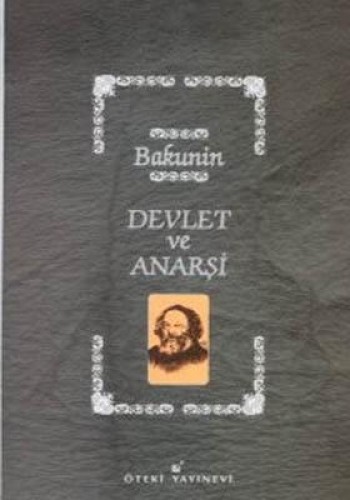 Bakunin
DEVLET
ve
ANARŞİ
ÖTEKİ YAYINEVİ